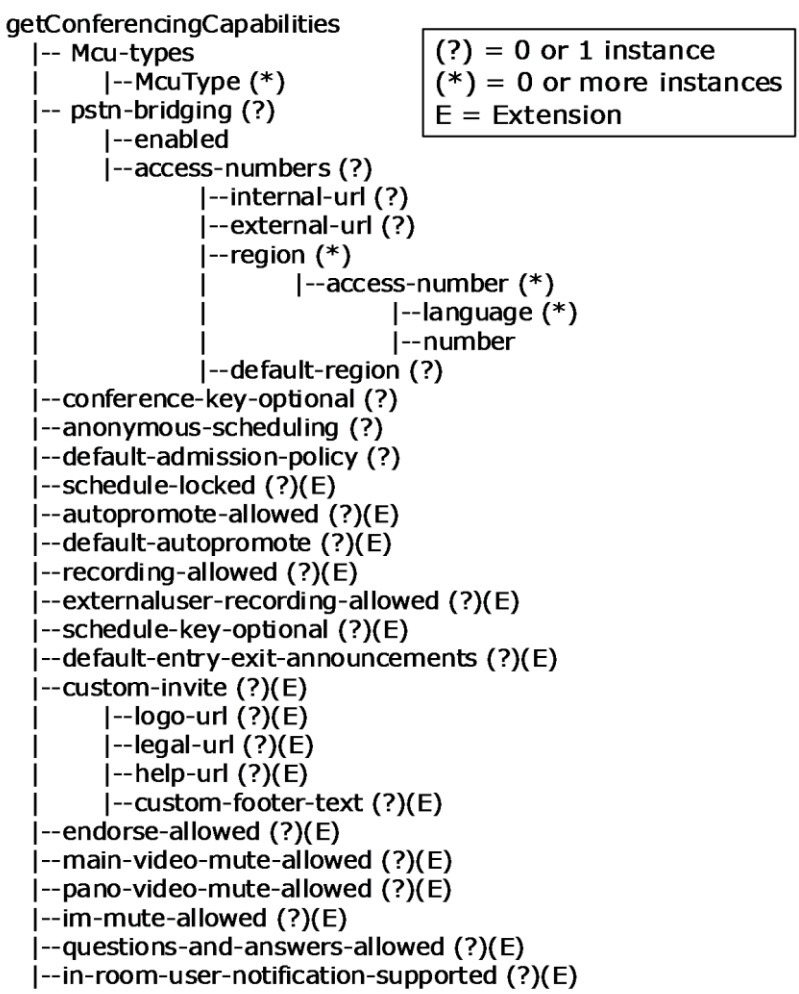 getConferencingCapabilities
|-- Mcu-types
| |--McuType (*)
|-- pstn-bridging (?)
| |--enabled
| |--access-numbers (?)
| |--internal-url (?)
| |--external-url (?)
| |--region (*)
| | |--access-number (*)
| | |--language (*)
| | |--number
| |--default-region (?)
|--conference-key-optional (?)
|--anonymous-scheduling (?)
|--default-admission-policy (?)
|--schedule-locked (?)(E)
|--autopromote-allowed (?)(E)
|--default-autopromote (?)(E)
|--recording-allowed (?)(E)
|--externaluser-recording-allowed (?)(E)
|--schedule-key-optional (?)(E)
|--default-entry-exit-announcements (?)(E)
|--custom-invite (?)(E)
| |--logo-url (?)(E)
| |--legal-url (?)(E)
| |--help-url (?)(E)
| |--custom-footer-text (?)(E)
|--endorse-allowed (?)(E)
|--main-video-mute-allowed (?)(E)
|--pano-video-mute-allowed (?)(E)
|--im-mute-allowed (?)(E)
|--questions-and-answers-allowed (?)(E)
|--in-room-user-notification-supported (?)(E)
(?) = 0 or 1 instance
(*) = 0 or more instances
E = Extension